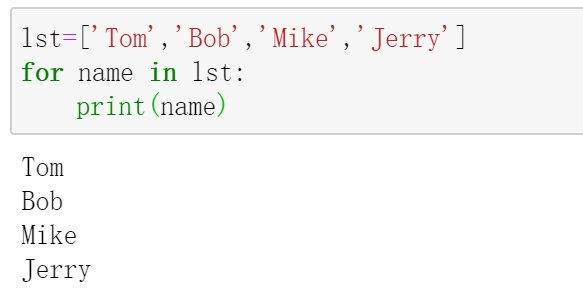 lst=['Tom','Bob','Mike','Jerry']
for name in lst:
    print(name)
Tom
Bob
Mike
Jerry